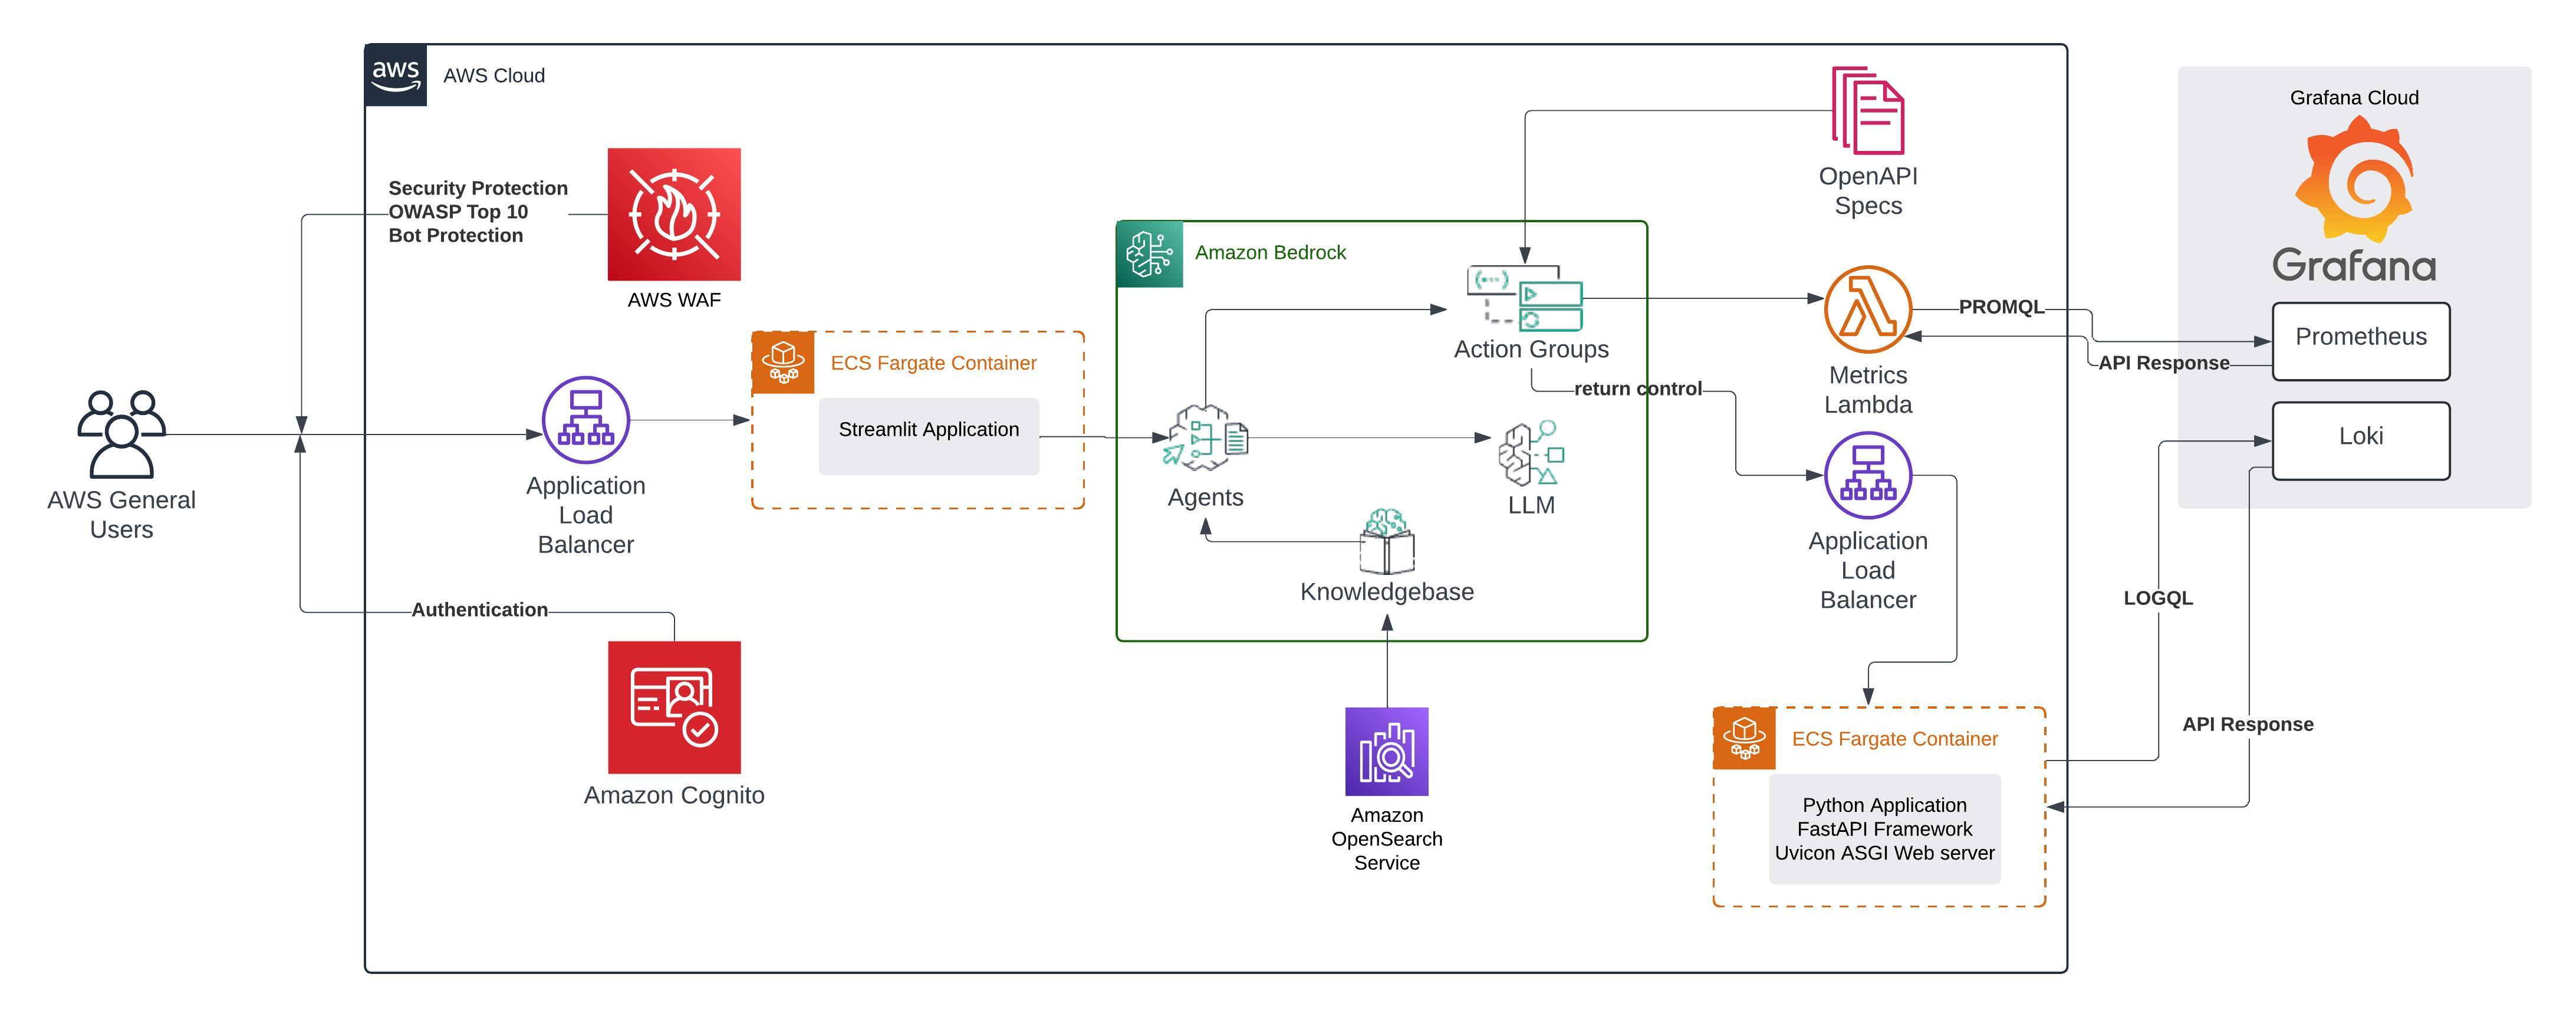 aws
AWS Cloud
Security Protection
OWASP Top 10
Bot Protection
AWS WAF
AWS General
Users
Application
Load
Balancer
Authentication
Amazon Cognito
ECS Fargate Container
Streamlit Application
Amazon Bedrock
Agents
Action Groups
return control
LLM
Knowledgebase
Amazon
OpenSearch
Service
OpenAPI
Specs
Metrics
Lambda
Application
Load
Balancer
ECS Fargate Container
Python Application
FastAPI Framework
Uvicon ASGI Web server
PROMQL
API Response
LOGQL
API Response
Grafana Cloud
Grafana
Prometheus
Loki